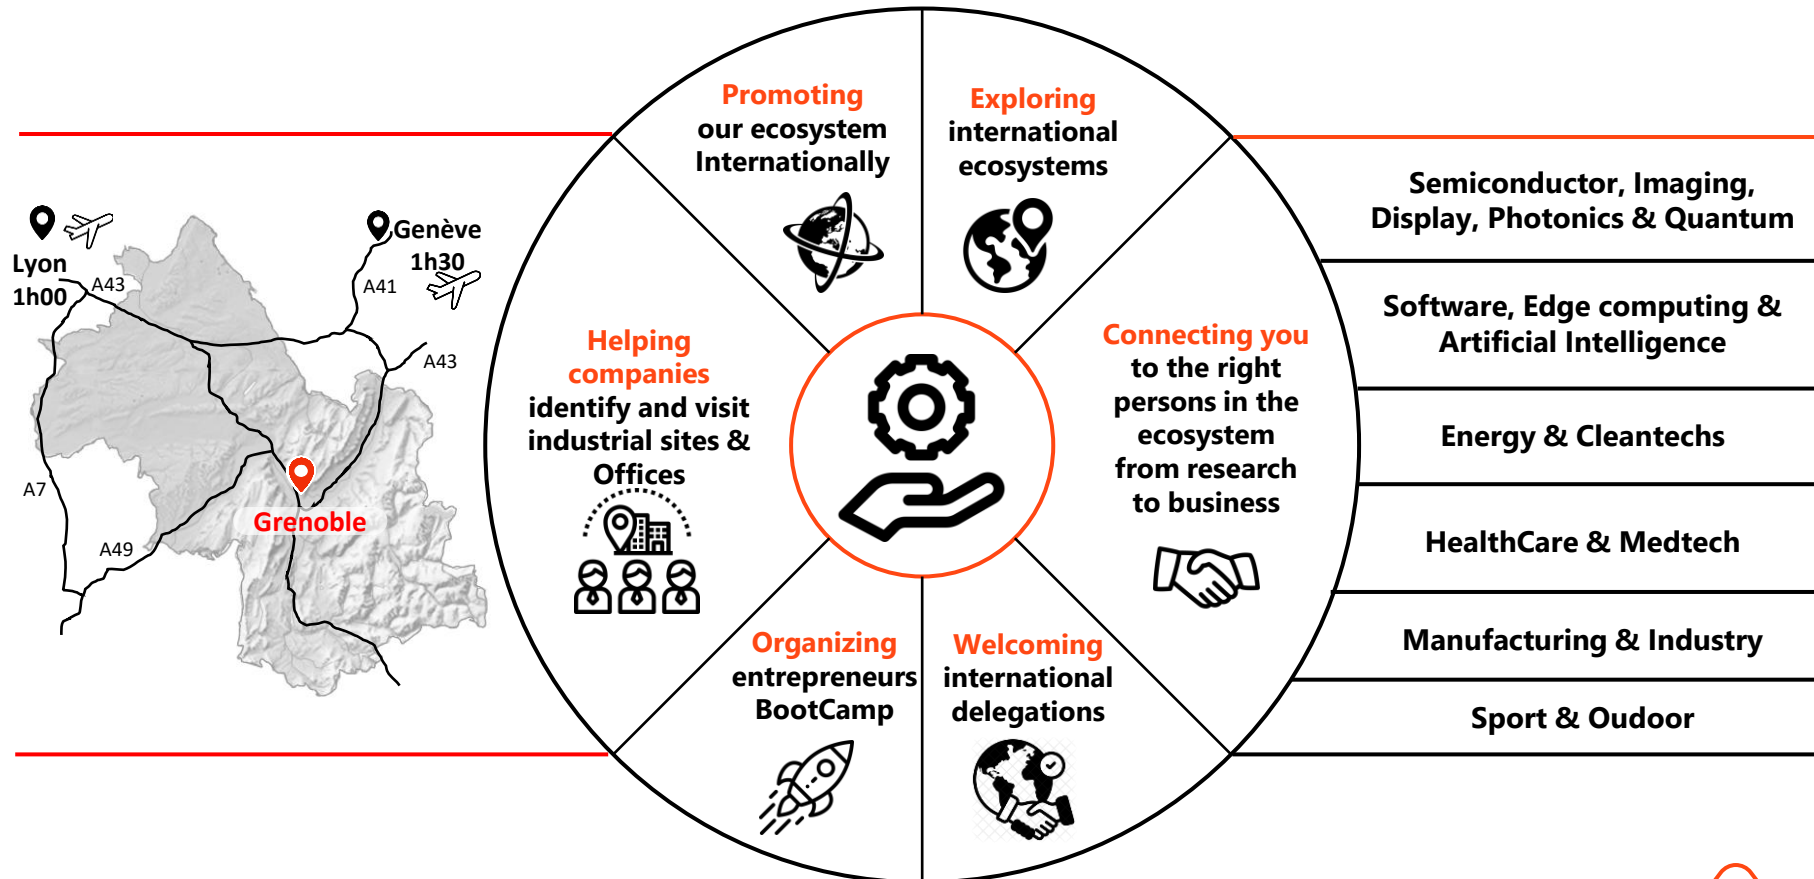 Lyon
1h00
A43
Genève
1h30
A41
A43
A7
A49
Grenoble
Promoting
our ecosystem
Internationally
Exploring
international
ecosystems
Helping
companies
identify and visit
industrial sites &
Offices
Connecting you
to the right
persons in the
ecosystem
from research
to business
Organizing
entrepreneurs
BootCamp
Welcoming
international
delegations
Semiconductor, Imaging,
Display, Photonics & Quantum
Software, Edge computing &
Artificial Intelligence
Energy & Cleantechs
HealthCare & Medtech
Manufacturing & Industry
Sport & Oudoor